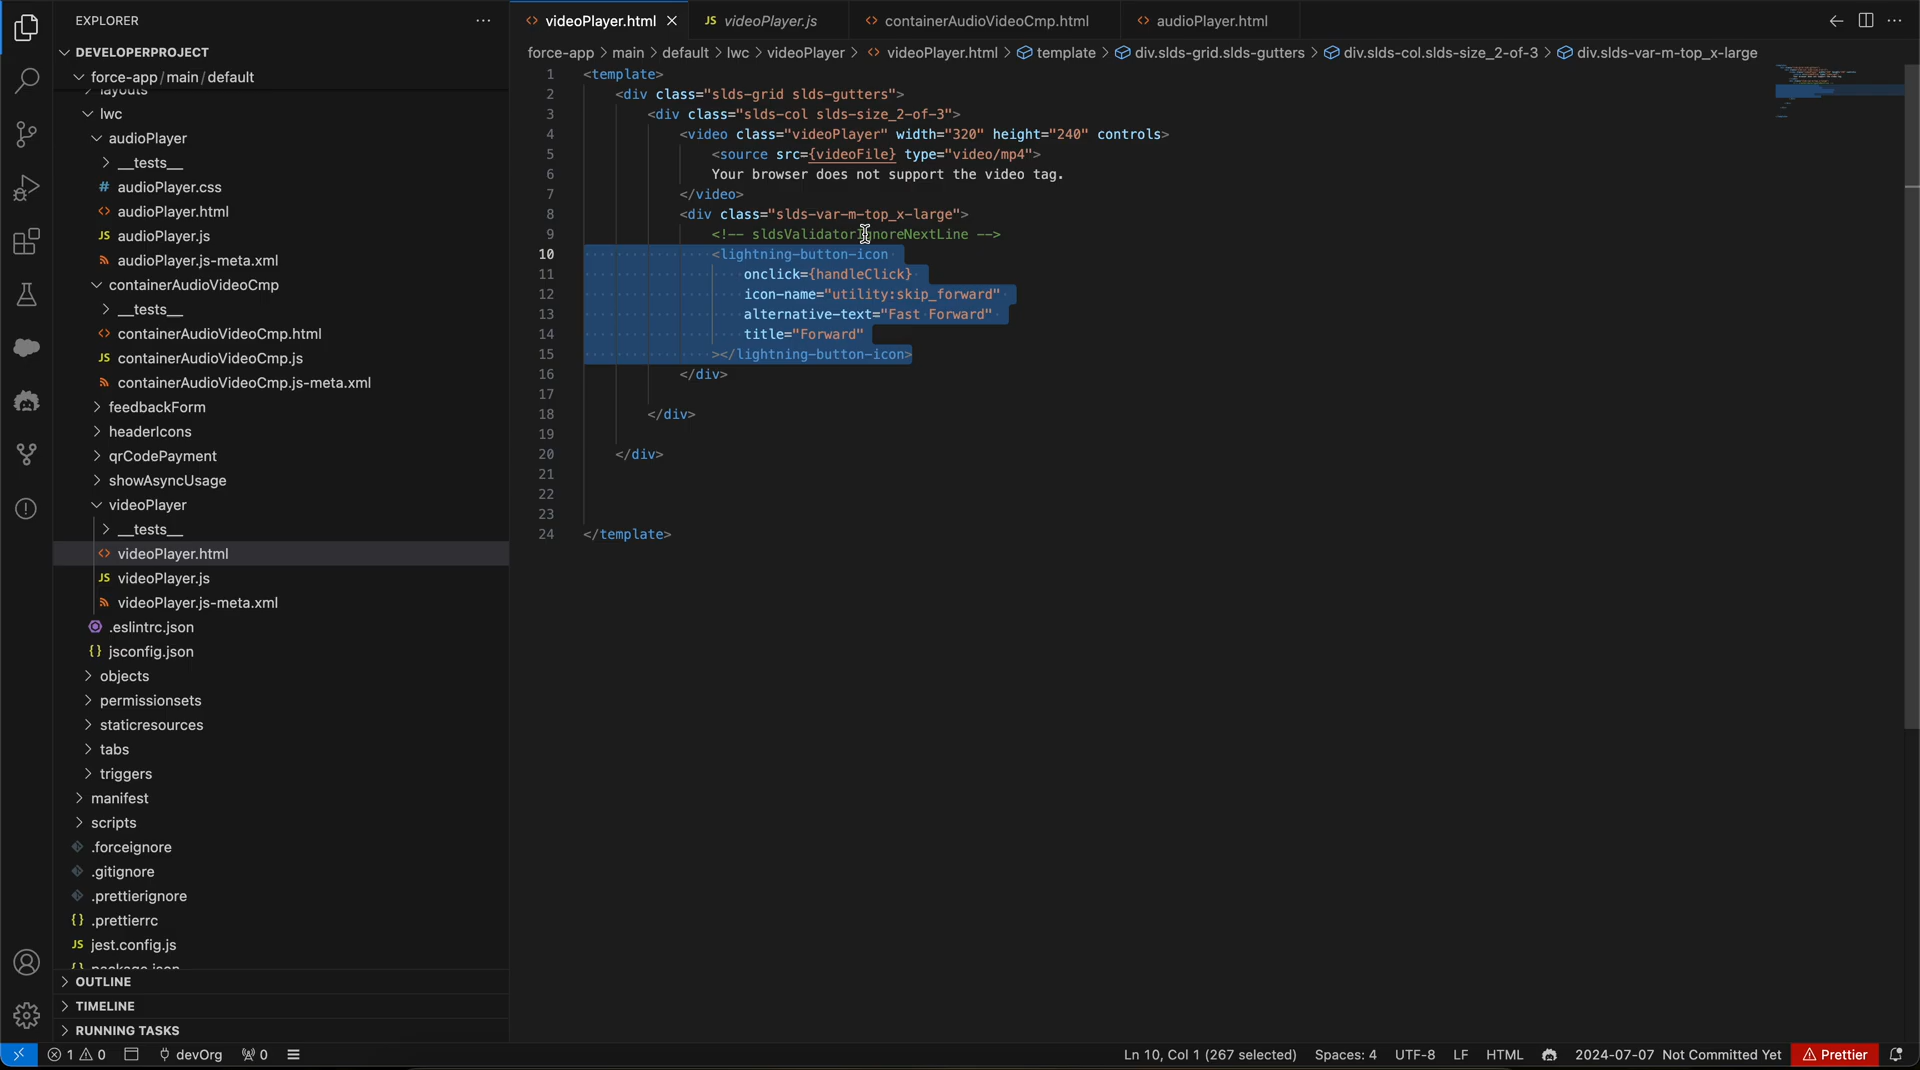 EXPLORER
videoPlayer.html
videoPlayer.js
containerAudioVideoCmp.html
audioPlayer.html
DEVELOPERPROJECT
force-app / main / default
layouts
lwc
audioPlayer
__tests__
audioPlayer.css
audioPlayer.html
JS audioPlayer.js
audioPlayer.js-meta.xml
containerAudioVideoCmp
__tests__
containerAudioVideoCmp.html
JS containerAudioVideoCmp.js
containerAudioVideoCmp.js-meta.xml
feedbackForm
headerIcons
qrCodePayment
showAsyncUsage
videoPlayer
__tests__
videoPlayer.html
JS videoPlayer.js
videoPlayer.js-meta.xml
.eslintrc.json
{} jsconfig.json
objects
permissionsets
staticresources
tabs
triggers
manifest
scripts
.forceignore
.gitignore
.prettierignore
{} .prettierrc
JS jest.config.js
{} package.json
OUTLINE
TIMELINE
RUNNING TASKS
force-app > main > default > lwc > videoPlayer > videoPlayer.html > template > div.slds-grid.slds-gutters > div.slds-col.slds-size_2-of-3 > div.slds-var-m-top_x-large
1 <template>
2 <div class="slds-grid slds-gutters">
3 <div class="slds-col slds-size_2-of-3">
4 <video class="videoPlayer" width="320" height="240" controls>
5 <source src={videoFile} type="video/mp4">
6 Your browser does not support the video tag.
7 </video>
8 <div class="slds-var-m-top_x-large">
9 <!-- sldsValidatorIgnoreNextLine -->
10 <lightning-button-icon
11 onclick={handleClick}
12 icon-name="utility:skip_forward"
13 alternative-text="Fast Forward"
14 title="Forward"
15 ></lightning-button-icon>
16 </div>
17
18 </div>
19
20 </div>
21
22
23
24 </template>
1 0 devOrg 0
Ln 10, Col 1 (267 selected) Spaces: 4 UTF-8 LF HTML 2024-07-07 Not Committed Yet Prettier